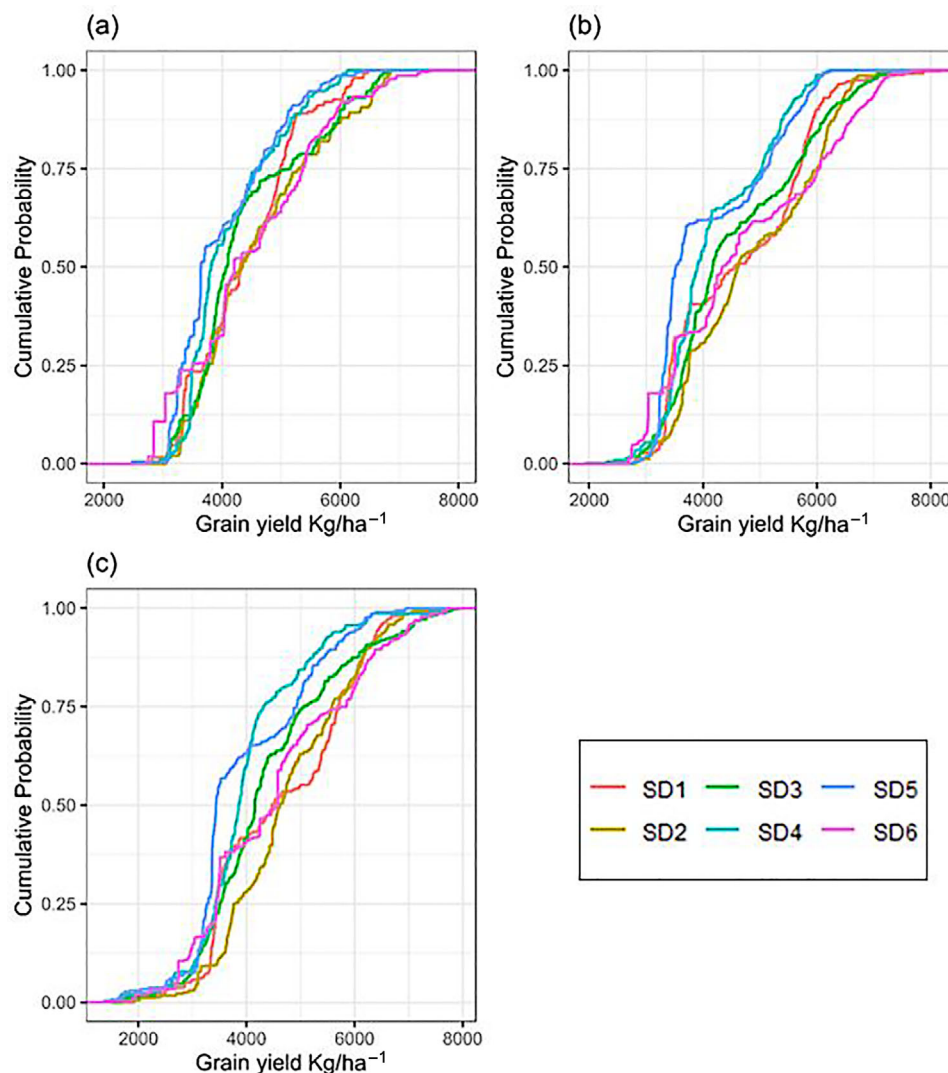 (a)
1.00
0.75
0.50
0.25
0.00
Cumulative Probability
2000 4000 6000 8000
Grain yield Kg/ha⁻¹
(b)
1.00
0.75
0.50
0.25
0.00
Cumulative Probability
2000 4000 6000 8000
Grain yield Kg/ha⁻¹
(c)
1.00
0.75
0.50
0.25
0.00
Cumulative Probability
2000 4000 6000 8000
Grain yield Kg/ha⁻¹
SD1 SD3 SD5
SD2 SD4 SD6